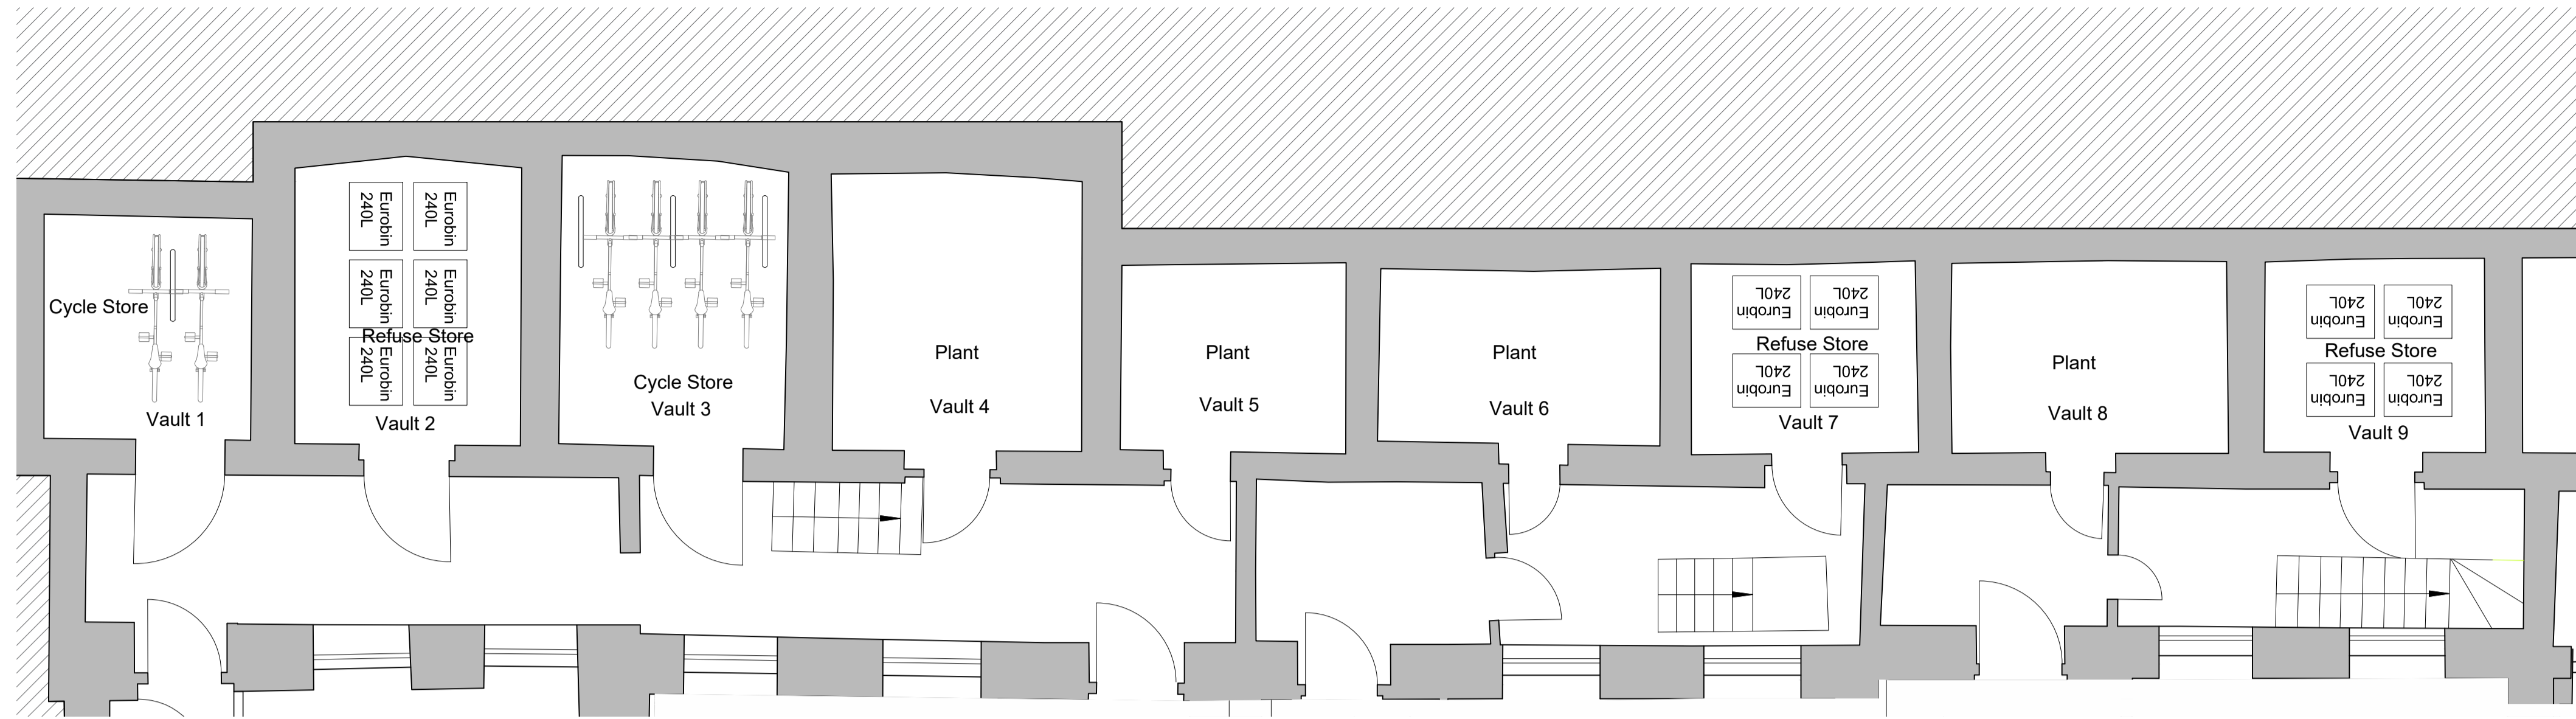 Cycle Store
Vault 1
Eurobin
240L
Eurobin
240L
Eurobin
240L
Eurobin
240L
Refuse Store
Eurobin
240L
Eurobin
240L
Vault 2
Cycle Store
Vault 3
Plant
Vault 4
Plant
Vault 5
Plant
Vault 6
Eurobin
240L
Eurobin
240L
Refuse Store
Eurobin
240L
Eurobin
240L
Vault 7
Plant
Vault 8
Eurobin
240L
Eurobin
240L
Refuse Store
Eurobin
240L
Eurobin
240L
Vault 9